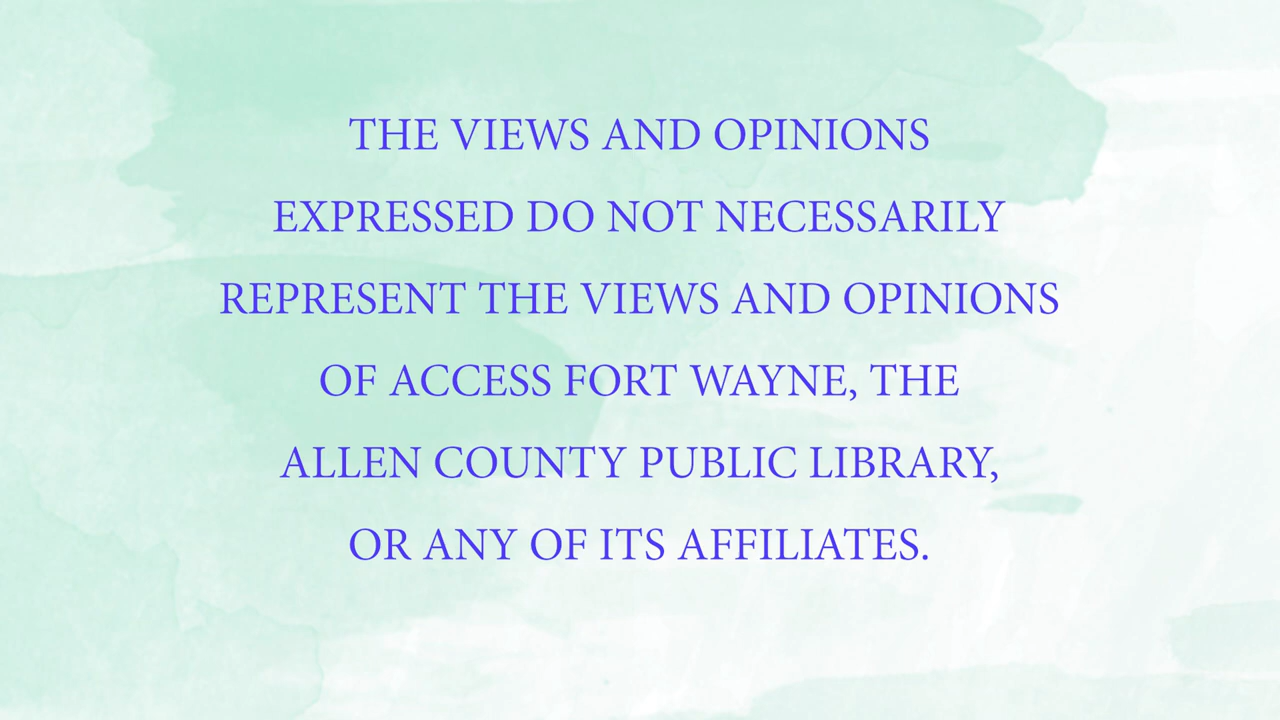 THE VIEWS AND OPINIONS
EXPRESSED DO NOT NECESSARILY
REPRESENT THE VIEWS AND OPINIONS
OF ACCESS FORT WAYNE, THE
ALLEN COUNTY PUBLIC LIBRARY,
OR ANY OF ITS AFFILIATES.